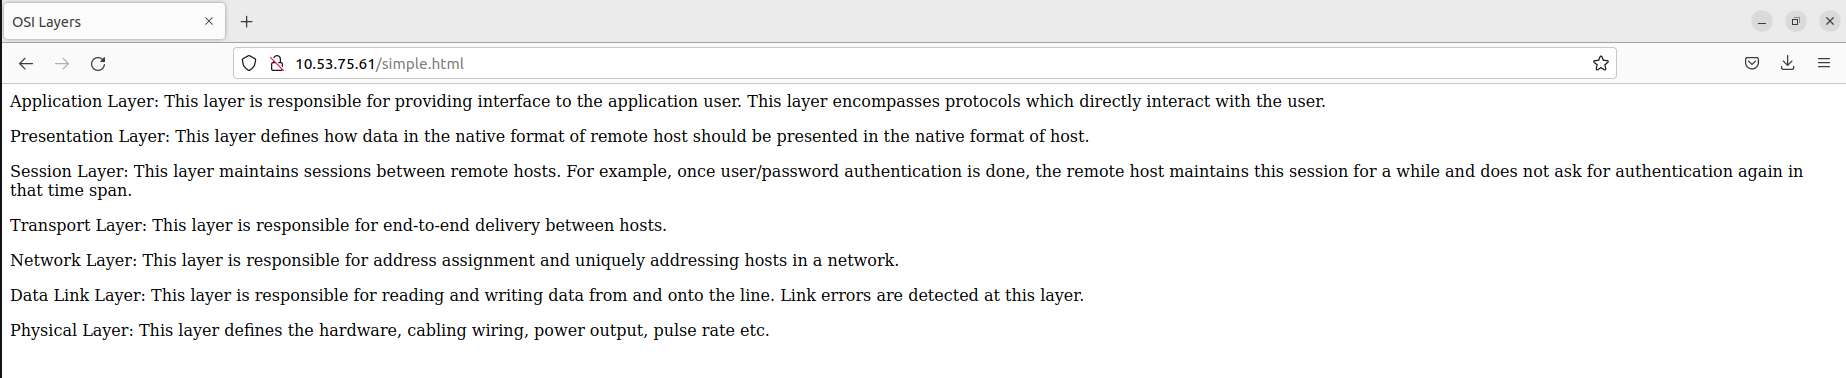 OSI Layers
10.53.75.61/simple.html
Application Layer: This layer is responsible for providing interface to the application user. This layer encompasses protocols which directly interact with the user.
Presentation Layer: This layer defines how data in the native format of remote host should be presented in the native format of host.
Session Layer: This layer maintains sessions between remote hosts. For example, once user/password authentication is done, the remote host maintains this session for a while and does not ask for authentication again in
that time span.
Transport Layer: This layer is responsible for end-to-end delivery between hosts.
Network Layer: This layer is responsible for address assignment and uniquely addressing hosts in a network.
Data Link Layer: This layer is responsible for reading and writing data from and onto the line. Link errors are detected at this layer.
Physical Layer: This layer defines the hardware, cabling wiring, power output, pulse rate etc.